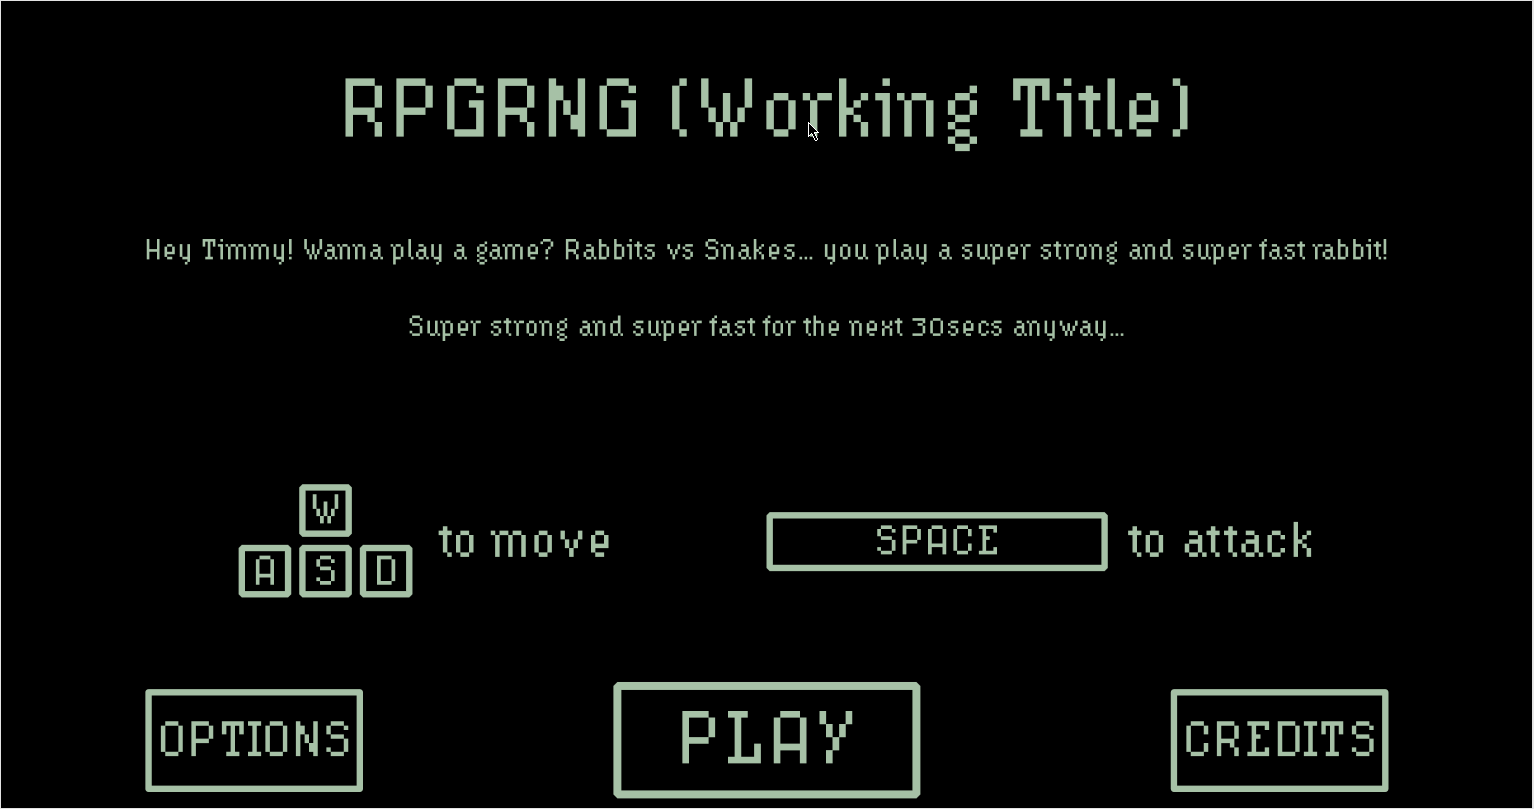 RPGRNG (Working Title)
Hey Timmy! Wanna play a game? Rabbits vs Snakes... you play a super strong and super fast rabbit!
Super strong and super fast for the next 30secs anyway...
W
A S D to move
SPACE to attack
OPTIONS
PLAY
CREDITS